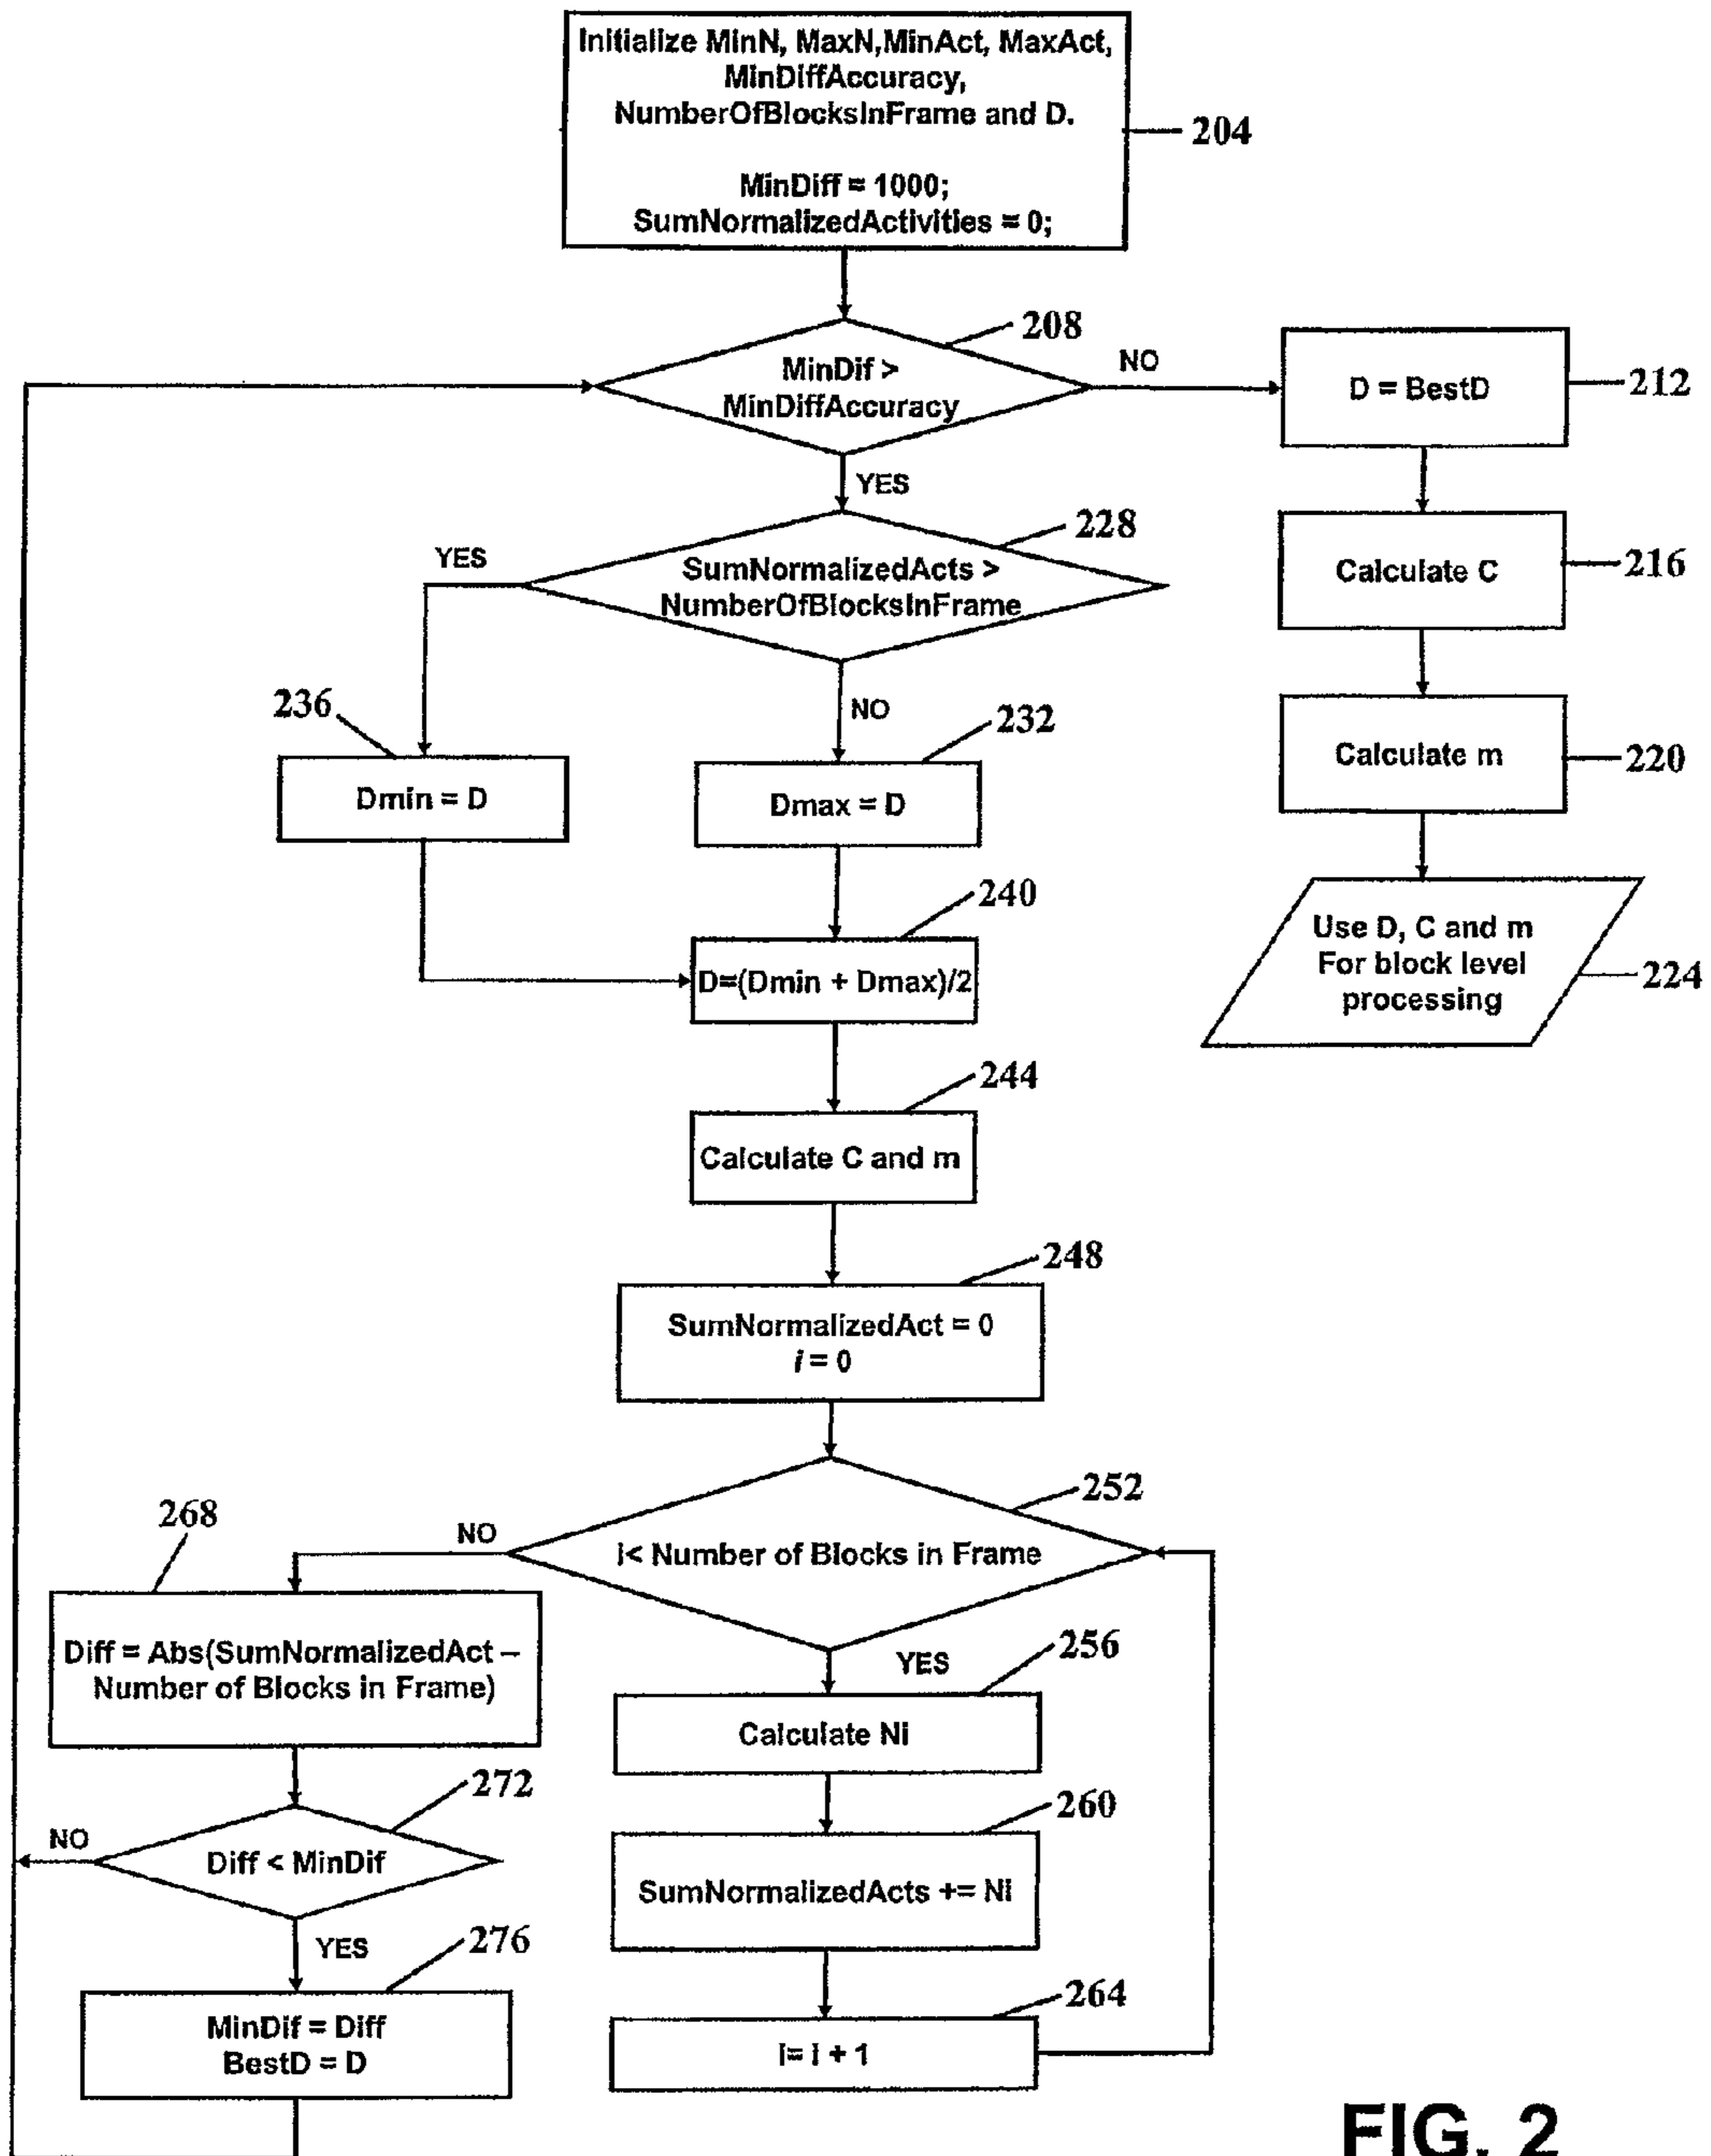 Initialize MinN, MaxN,MinAct, MaxAct,
MinDiffAccuracy,
NumberOfBlocksInFrame and D.
MinDiff = 1000;
SumNormalizedActivities = 0;
204
208
MinDif >
MinDiffAccuracy
NO
D = BestD
212
YES
228
YES
SumNormalizedActs >
NumberOfBlocksInFrame
Calculate C
216
236
NO
232
Calculate m
220
Dmin = D
Dmax = D
240
D=(Dmin + Dmax)/2
Use D, C and m
For block level
processing
224
244
Calculate C and m
248
SumNormalizedAct = 0
i = 0
252
268
NO
i< Number of Blocks in Frame
Diff = Abs(SumNormalizedAct –
Number of Blocks in Frame)
YES
256
Calculate Ni
272
260
NO
Diff < MinDif
SumNormalizedActs += Ni
YES
276
264
MinDif = Diff
BestD = D
i= i + 1
FIG. 2